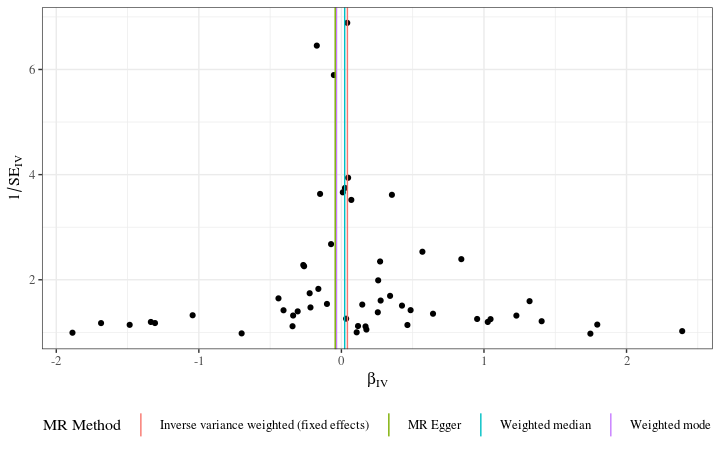 6
4
2
1/SE_IV
-2 -1 0 1 2
β_IV
MR Method Inverse variance weighted (fixed effects) MR Egger Weighted median Weighted mode